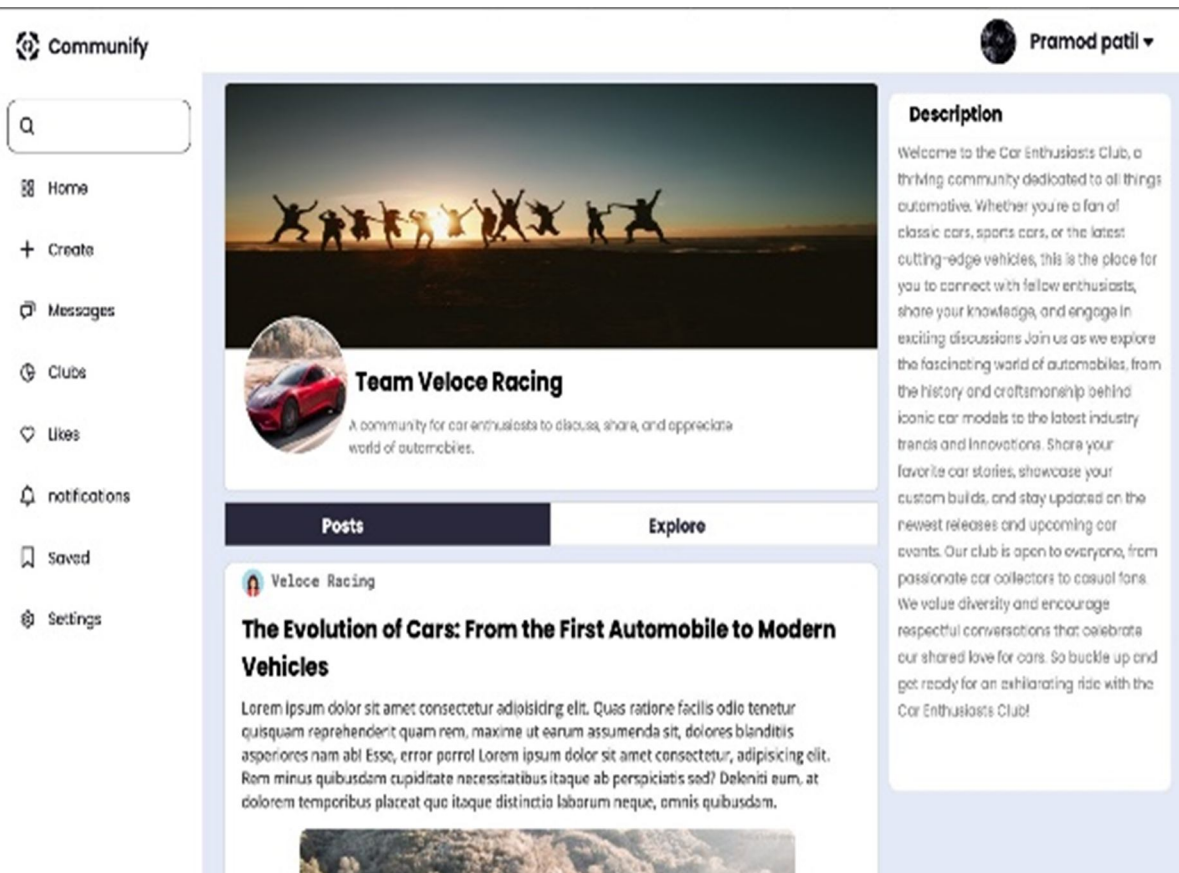 Communify
Pramod patil
Home
Create
Messages
Clubs
Likes
notifications
Saved
Settings
Team Veloce Racing
A community for car enthusiasts to discuss, share, and appreciate
world of automobiles.
Posts
Explore
Veloce Racing
The Evolution of Cars: From the First Automobile to Modern
Vehicles
Lorem ipsum dolor sit amet consectetur adipisicing elit. Quas ratione facilis odio tenetur
quisquam reprehenderit quam rem, maxime ut earum assumenda sit, dolores blanditiis
asperiores nam ab! Esse, error porro! Lorem ipsum dolor sit amet consectetur, adipisicing elit.
Rem minus quibusdam cupiditate necessitatibus itaque ab perspiciatis sed? Deleniti eum, at
dolorem temporibus placeat quo itaque distinctio laborum neque, omnis quibusdam.
Description
Welcome to the Car Enthusiasts Club, a
thriving community dedicated to all things
automotive. Whether you're a fan of
classic cars, sports cars, or the latest
cutting-edge vehicles, this is the place for
you to connect with fellow enthusiasts,
share your knowledge, and engage in
exciting discussions Join us as we explore
the fascinating world of automobiles, from
the history and craftsmanship behind
iconic car models to the latest industry
trends and innovations. Share your
favorite car stories, showcase your
custom builds, and stay updated on the
newest releases and upcoming car
events. Our club is open to everyone, from
passionate car collectors to casual fans.
We value diversity and encourage
respectful conversations that celebrate
our shared love for cars. So buckle up and
get ready for an exhilarating ride with the
Car Enthusiasts Club!